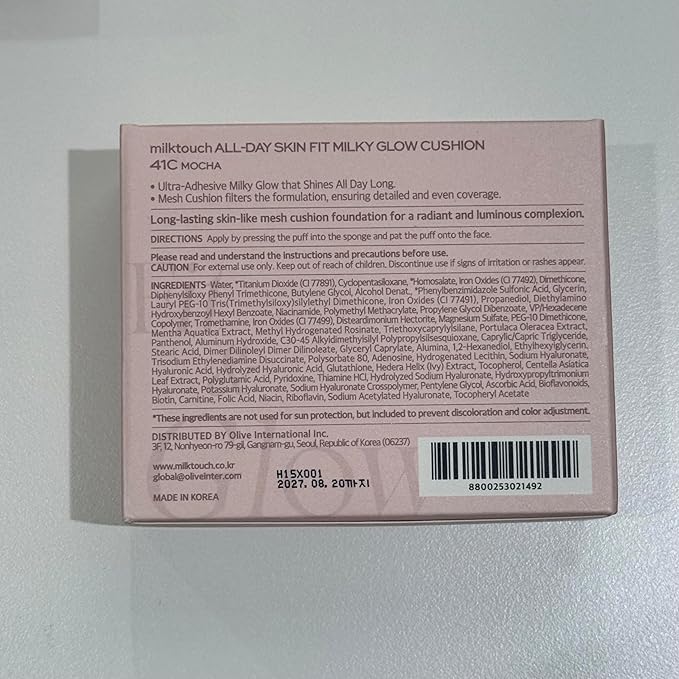 milktouch ALL-DAY SKIN FIT MILKY GLOW CUSHION
41C MOCHA
• Ultra-Adhesive Milky Glow that Shines All Day Long.
• Mesh Cushion filters the formulation, ensuring detailed and even coverage.
Long-lasting skin-like mesh cushion foundation for a radiant and luminous complexion.
DIRECTIONS Apply by pressing the puff into the sponge and pat the puff onto the face.
Please read and understand the instructions and precautions before use.
CAUTION For external use only. Keep out of reach of children. Discontinue use if signs of irritation or rashes appear.
INGREDIENTS Water, *Titanium Dioxide (CI 77891), Cyclopentasiloxane, *Homosalate, Iron Oxides (CI 77492), Dimethicone,
Diphenylsiloxy Phenyl Trimethicone, Butylene Glycol, Alcohol Denat., *Phenylbenzimidazole Sulfonic Acid, Glycerin,
Lauryl PEG-10 Tris(Trimethylsiloxy)silylethyl Dimethicone, Iron Oxides (CI 77491), Propanediol, Diethylamino
Hydroxybenzoyl Hexyl Benzoate, Niacinamide, Polymethyl Methacrylate, Propylene Glycol Dibenzoate, VP/Hexadecene
Copolymer, Tromethamine, Iron Oxides (CI 77499), Disteardimonium Hectorite, Magnesium Sulfate, PEG-10 Dimethicone,
Mentha Aquatica Extract, Methyl Hydrogenated Rosinate, Triethoxycaprylylsilane, Portulaca Oleracea Extract,
Panthenol, Aluminum Hydroxide, C30-45 Alkyldimethylsilyl Polypropylsilsesquioxane, Caprylic/Capric Triglyceride,
Stearic Acid, Dimer Dilinoleyl Dimer Dilinoleate, Glyceryl Caprylate, Alumina, 1,2-Hexanediol, Ethylhexylglycerin,
Trisodium Ethylenediamine Disuccinate, Polysorbate 80, Adenosine, Hydrogenated Lecithin, Sodium Hyaluronate,
Hyaluronic Acid, Hydrolyzed Hyaluronic Acid, Glutathione, Hedera Helix (Ivy) Extract, Tocopherol, Centella Asiatica
Leaf Extract, Polyglutamic Acid, Pyridoxine, Thiamine HCl, Hydrolyzed Sodium Hyaluronate, Hydroxypropyltrimonium
Hyaluronate, Potassium Hyaluronate, Sodium Hyaluronate Crosspolymer, Pentylene Glycol, Ascorbic Acid, Bioflavonoids,
Biotin, Carnitine, Folic Acid, Niacin, Riboflavin, Sodium Acetylated Hyaluronate, Tocopheryl Acetate
*These ingredients are not used for sun protection, but included to prevent discoloration and color adjustment.
DISTRIBUTED BY Olive International Inc.
3F, 12, Nonhyeon-ro 79-gil, Gangnam-gu, Seoul, Republic of Korea (06237)
www.milktouch.co.kr
global@oliveinter.com
H15X001
2027. 08. 20까지
8800253021492
MADE IN KOREA
Glow